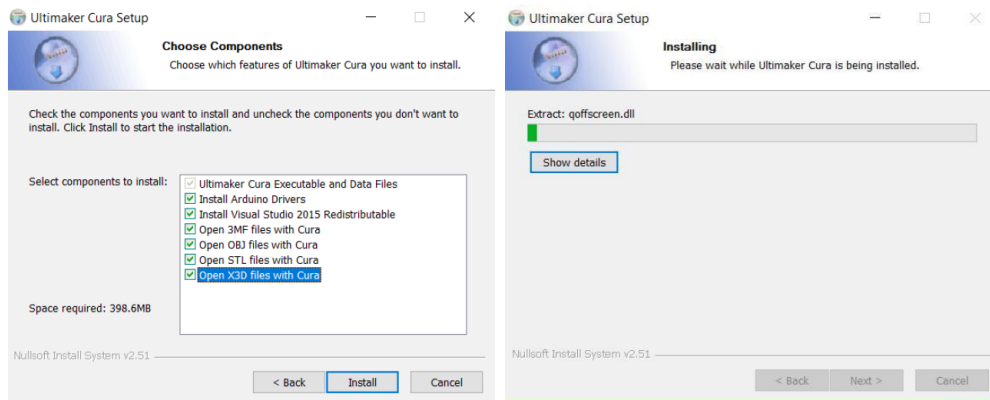 Ultimaker Cura Setup
Choose Components
Choose which features of Ultimaker Cura you want to install.
Check the components you want to install and uncheck the components you don't want to
install. Click Install to start the installation.
Select components to install:
Ultimaker Cura Executable and Data Files
Install Arduino Drivers
Install Visual Studio 2015 Redistributable
Open 3MF files with Cura
Open OBJ files with Cura
Open STL files with Cura
Open X3D files with Cura
Space required: 398.6MB
Nullsoft Install System v2.51
< Back
Install
Cancel
Ultimaker Cura Setup
Installing
Please wait while Ultimaker Cura is being installed.
Extract: qoffscreen.dll
Show details
Nullsoft Install System v2.51
< Back
Next >
Cancel